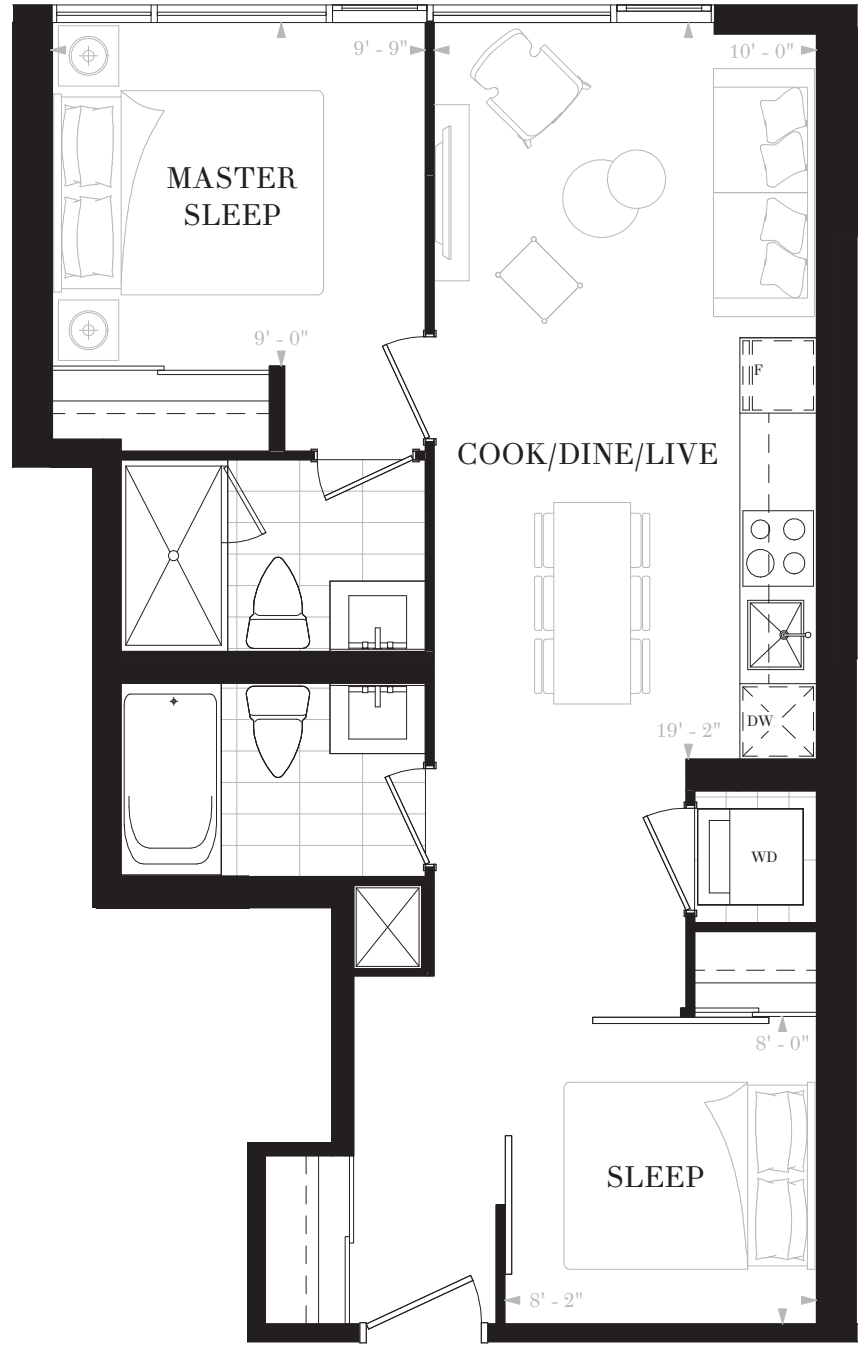 9' - 9"
10' - 0"
MASTER
SLEEP
9' - 0"
F
COOK/DINE/LIVE
DW
19' - 2"
WD
8' - 0"
SLEEP
8' - 2"